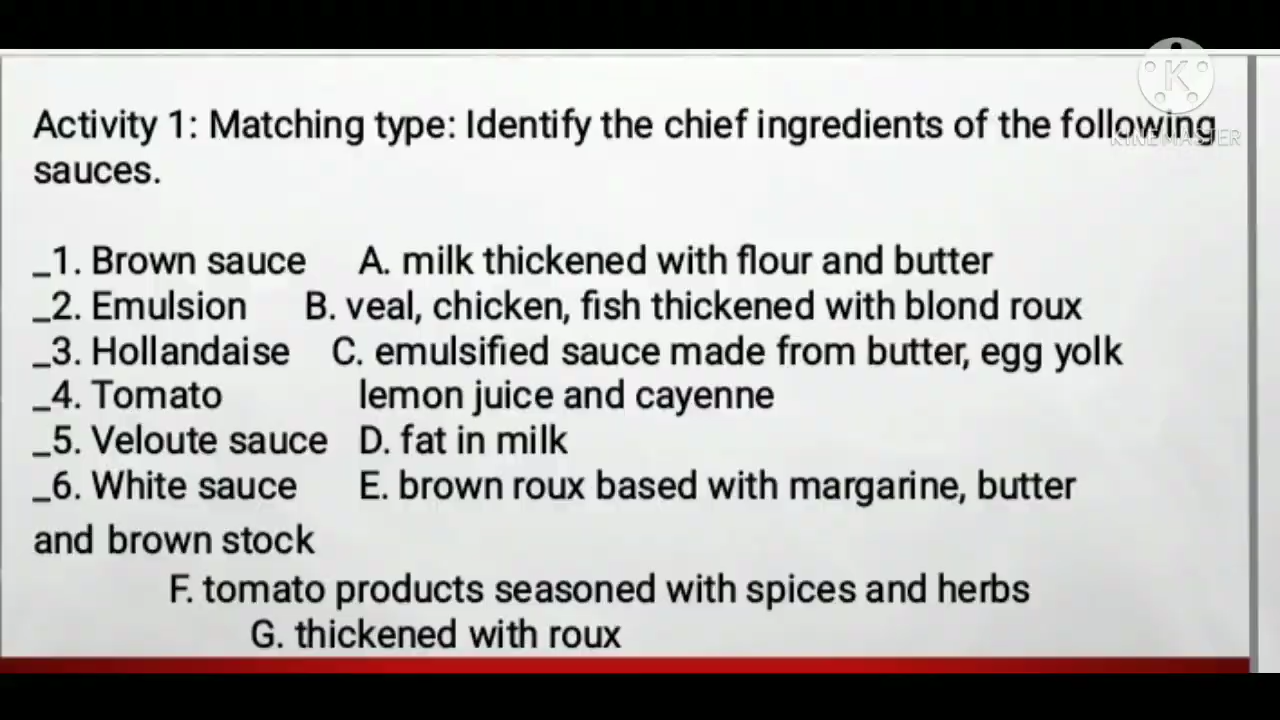 K
KINEMASTER
Activity 1: Matching type: Identify the chief ingredients of the following
sauces.
_1. Brown sauce A. milk thickened with flour and butter
_2. Emulsion B. veal, chicken, fish thickened with blond roux
_3. Hollandaise C. emulsified sauce made from butter, egg yolk
_4. Tomato lemon juice and cayenne
_5. Veloute sauce D. fat in milk
_6. White sauce E. brown roux based with margarine, butter
and brown stock
F. tomato products seasoned with spices and herbs
G. thickened with roux